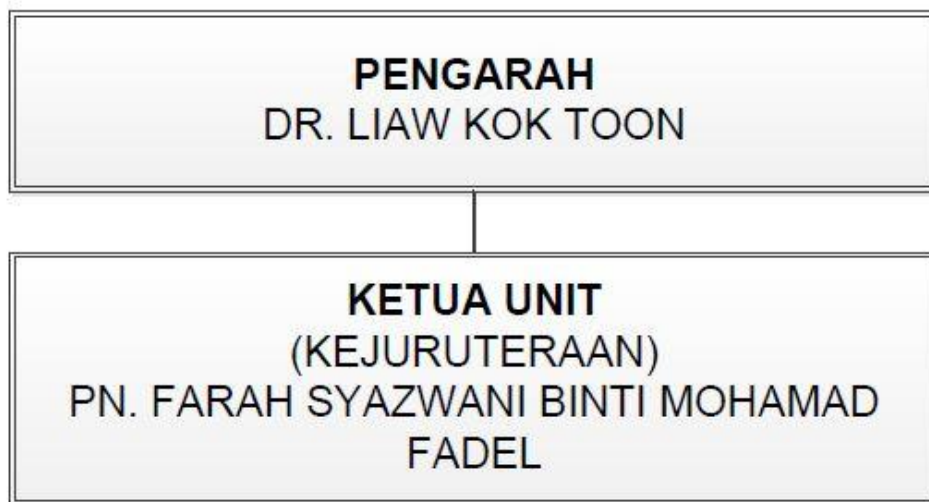 PENGARAH
DR. LIAW KOK TOON
KETUA UNIT
(KEJURUTERAAN)
PN. FARAH SYAZWANI BINTI MOHAMAD
FADEL